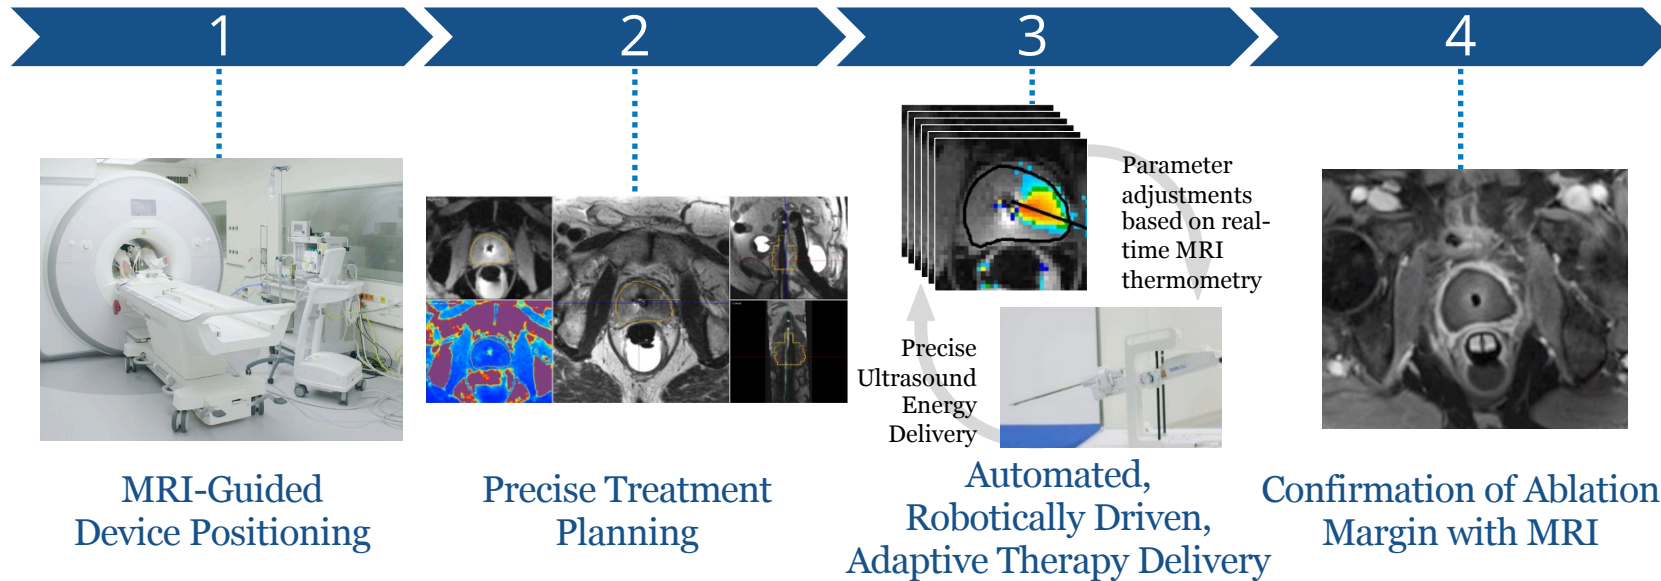 1
2
3
4
Parameter
adjustments
based on real-
time MRI
thermometry
Precise
Ultrasound
Energy
Delivery
MRI-Guided
Device Positioning
Precise Treatment
Planning
Automated,
Robotically Driven,
Adaptive Therapy Delivery
Confirmation of Ablation
Margin with MRI